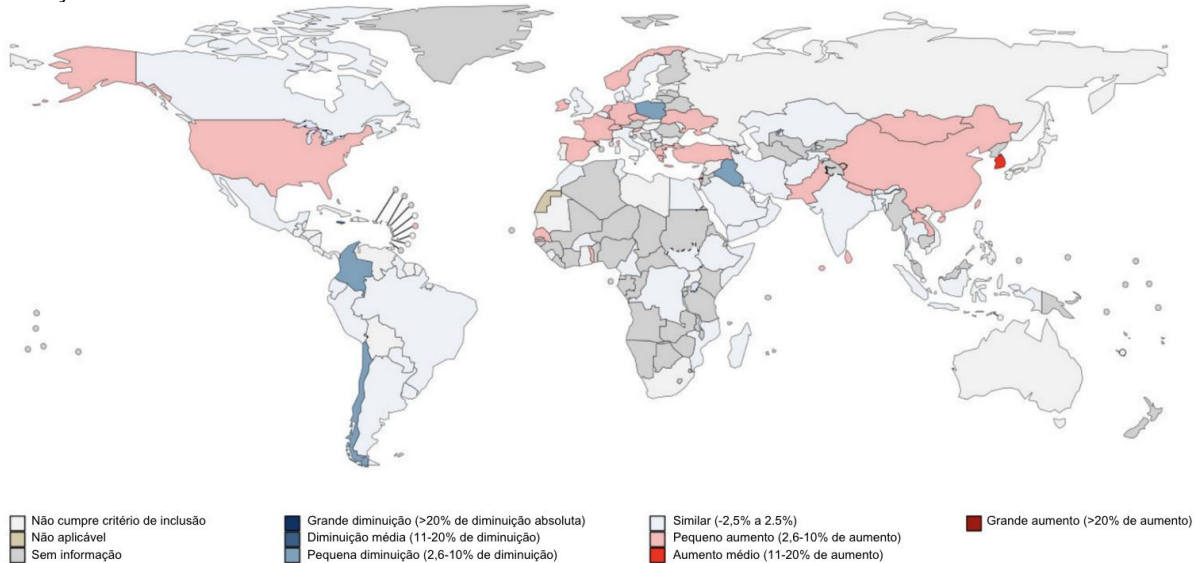 Não cumpre critério de inclusão
Não aplicável
Sem informação
Grande diminuição (>20% de diminuição absoluta)
Diminuição média (11-20% de diminuição)
Pequena diminuição (2,6-10% de diminuição)
Similar (-2,5% a 2.5%)
Pequeno aumento (2,6-10% de aumento)
Aumento médio (11-20% de aumento)
Grande aumento (>20% de aumento)